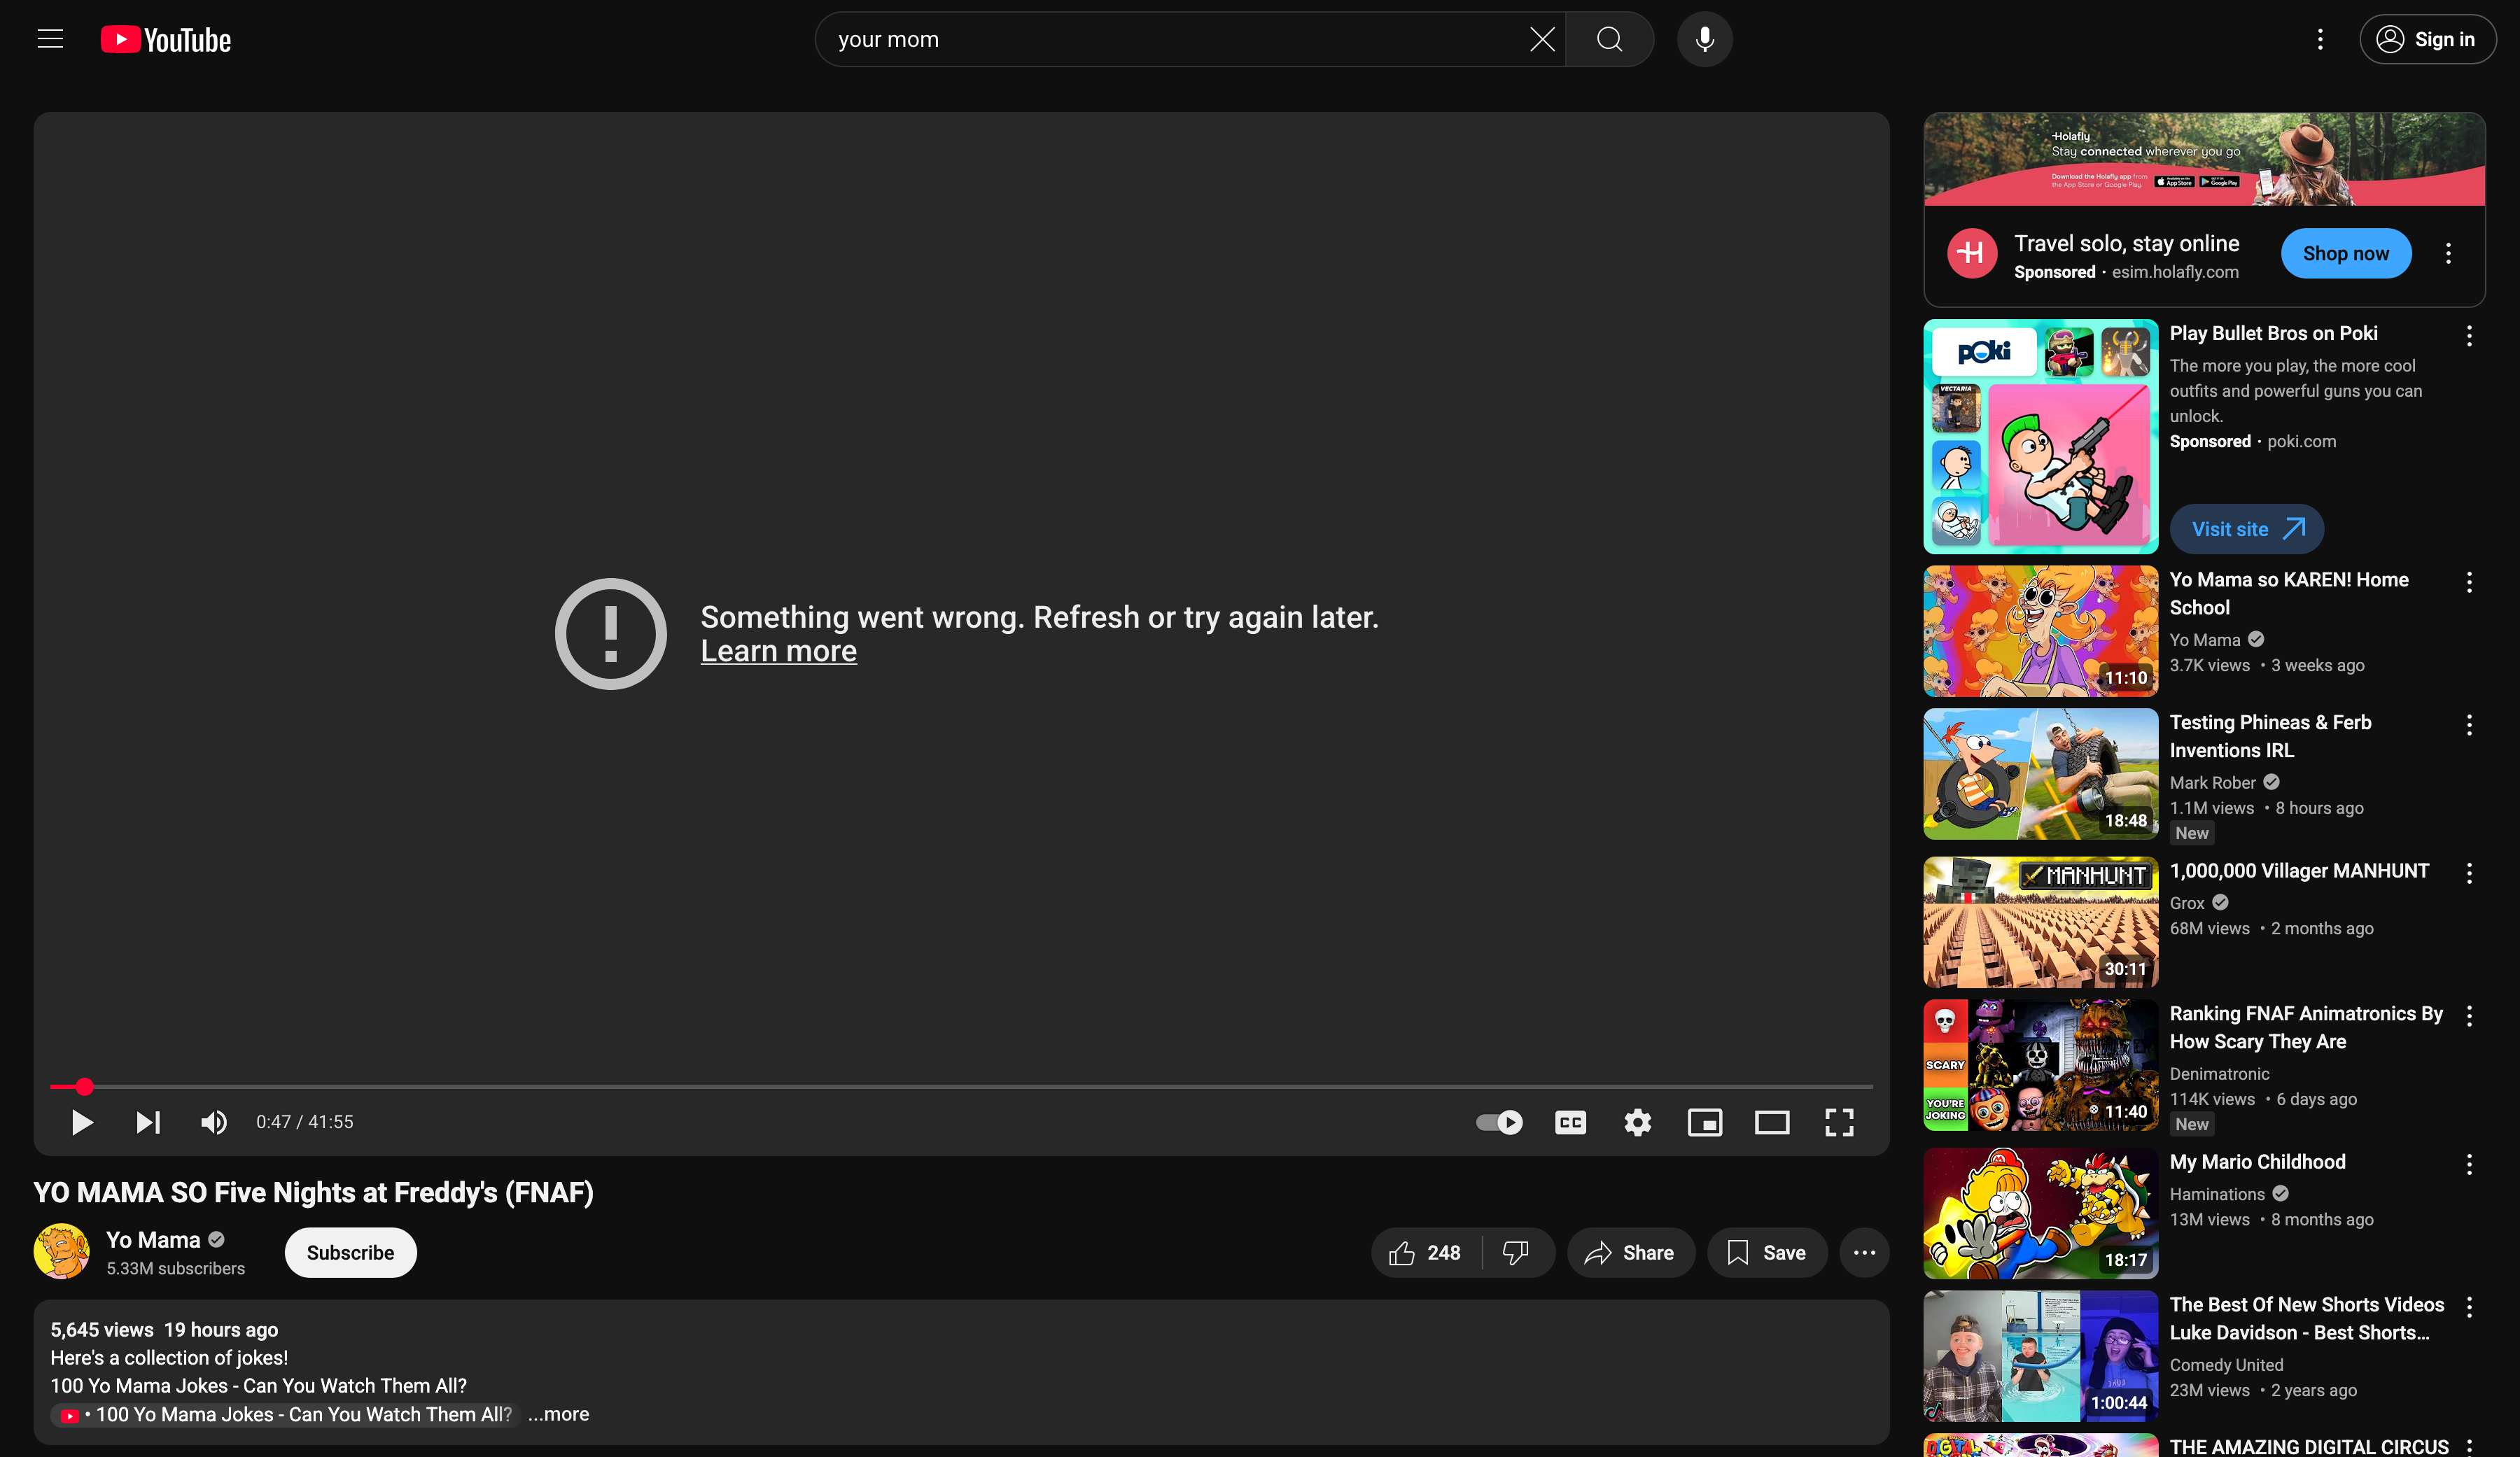 YouTube
your mom
Sign in
Something went wrong. Refresh or try again later.
Learn more
0:47 / 41:55
CC
YO MAMA SO Five Nights at Freddy's (FNAF)
Yo Mama
5.33M subscribers
Subscribe
248
Share
Save
5,645 views 19 hours ago
Here's a collection of jokes!
100 Yo Mama Jokes - Can You Watch Them All?
• 100 Yo Mama Jokes - Can You Watch Them All? ...more
Holafly
Stay connected wherever you go
Download the Holafly app from
the App Store or Google Play.
App Store
Google Play
Travel solo, stay online
Sponsored · esim.holafly.com
Shop now
poki
VECTARIA
Play Bullet Bros on Poki
The more you play, the more cool
outfits and powerful guns you can
unlock.
Sponsored · poki.com
Visit site
11:10
Yo Mama so KAREN! Home
School
Yo Mama
3.7K views • 3 weeks ago
18:48
Testing Phineas & Ferb
Inventions IRL
Mark Rober
1.1M views • 8 hours ago
New
MANHUNT
30:11
1,000,000 Villager MANHUNT
Grox
68M views • 2 months ago
SCARY
YOU'RE
JOKING
11:40
Ranking FNAF Animatronics By
How Scary They Are
Denimatronic
114K views • 6 days ago
New
18:17
My Mario Childhood
Haminations
13M views • 8 months ago
1:00:44
The Best Of New Shorts Videos
Luke Davidson - Best Shorts...
Comedy United
23M views • 2 years ago
DIGITAL
THE AMAZING DIGITAL CIRCUS